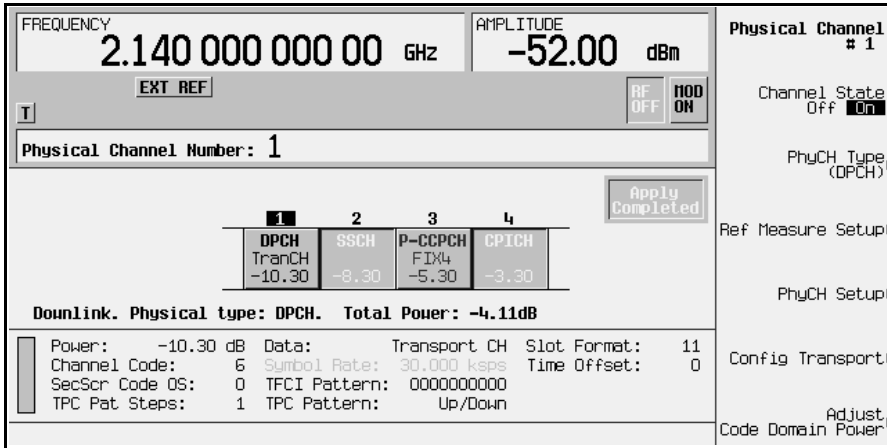 FREQUENCY
2.140 000 000 00 GHz
AMPLITUDE
-52.00 dBm
EXT REF
RF OFF
MOD ON
T
Physical Channel Number: 1
Apply Completed
1 2 3 4
DPCH SSCH P-CCPCH CPICH
TranCH FIX4
-10.30 -8.30 -5.30 -3.30
Downlink. Physical type: DPCH. Total Power: -4.11dB
Power: -10.30 dB Data: Transport CH Slot Format: 11
Channel Code: 6 Symbol Rate: 30.000 ksps Time Offset: 0
SecScr Code OS: 0 TFCI Pattern: 0000000000
TPC Pat Steps: 1 TPC Pattern: Up/Down
Physical Channel
# 1
Channel State
Off On
PhyCH Type
(DPCH)
Ref Measure Setup
PhyCH Setup
Config Transport
Adjust
Code Domain Power